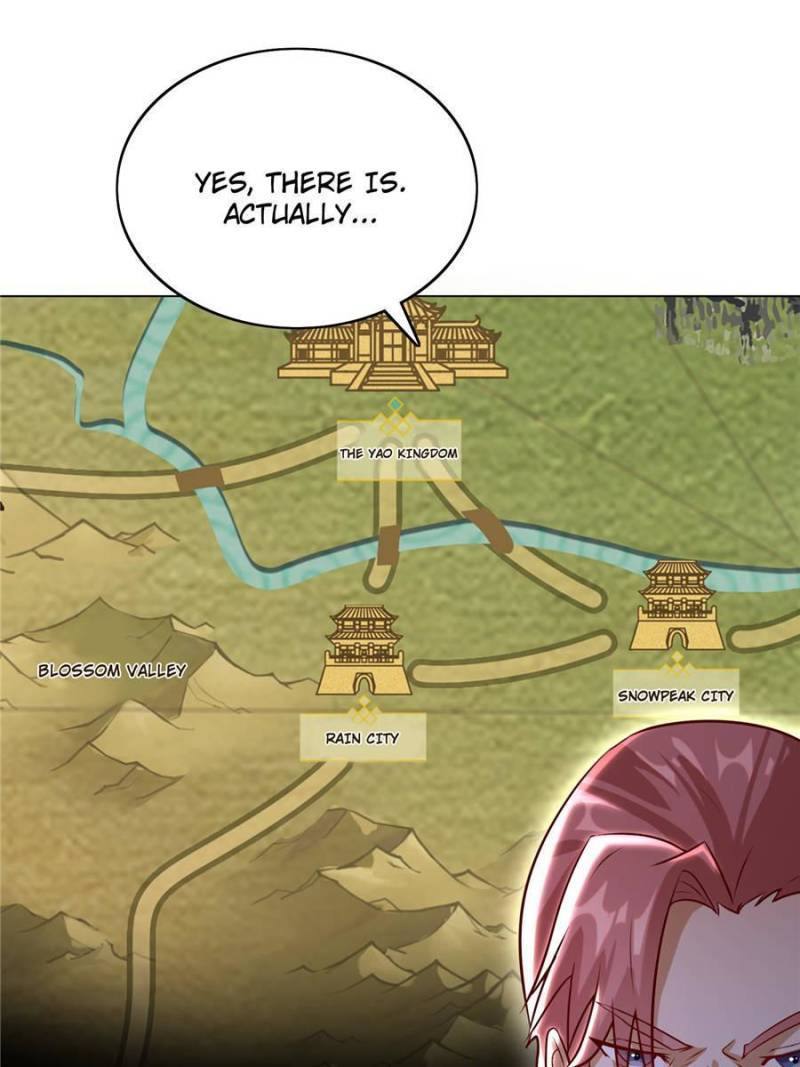 YES, THERE IS.
ACTUALLY...
THE YAO KINGDOM
BLOSSOM VALLEY
SNOWPEAK CITY
RAIN CITY